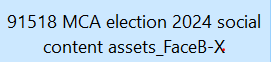 91518 MCA election 2024 social
content assets_FaceB-X